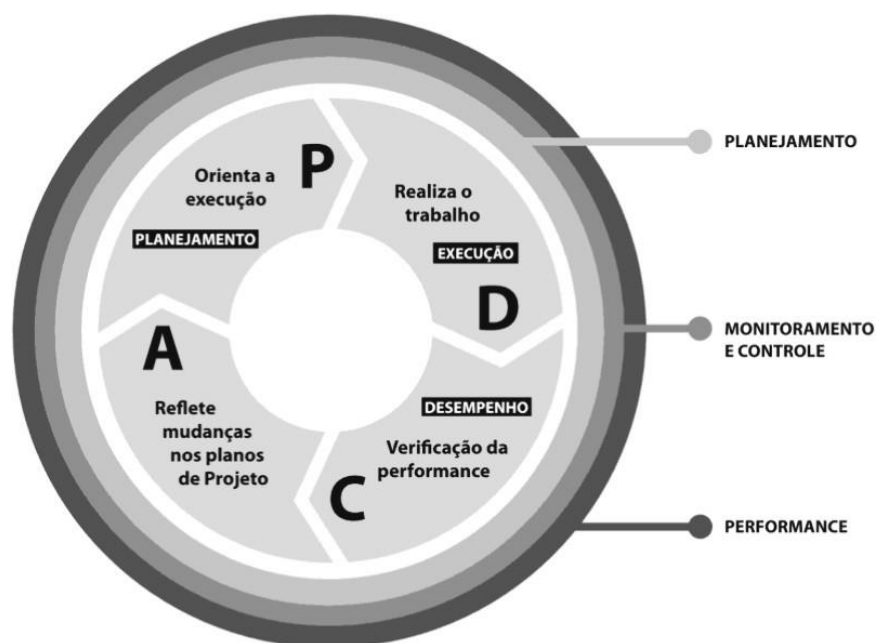 P
Orienta a
execução
PLANEJAMENTO
Realiza o
trabalho
EXECUÇÃO
D
DESEMPENHO
Verificação da
performance
C
A
Reflete
mudanças
nos planos
de Projeto
PLANEJAMENTO
MONITORAMENTO
E CONTROLE
PERFORMANCE